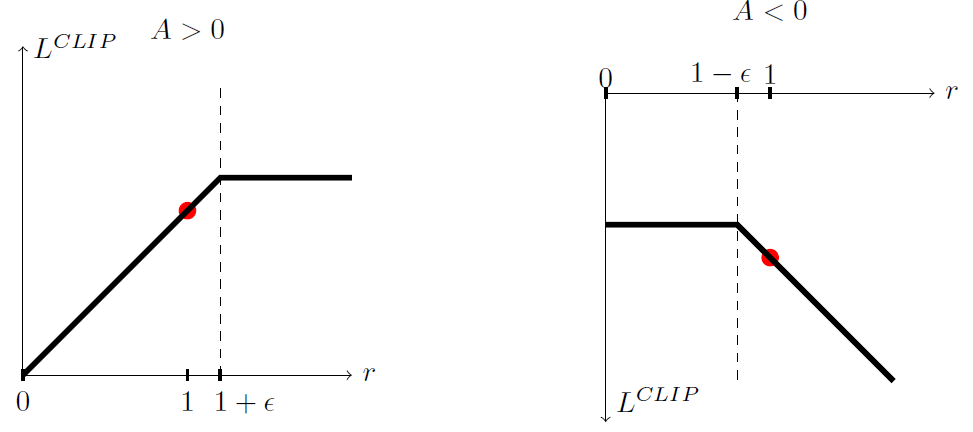 A > 0
L^{CLIP}
r
0
1
1 + ϵ
A < 0
0
1 − ϵ
1
r
L^{CLIP}